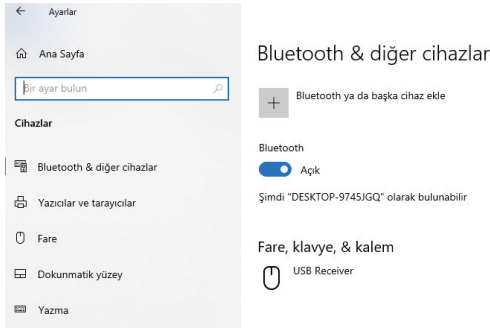 Ayarlar
Ana Sayfa
Bir ayar bulun
Cihazlar
Bluetooth & diğer cihazlar
Yazıcılar ve tarayıcılar
Fare
Dokunmatik yüzey
Yazma
Bluetooth & diğer cihazlar
Bluetooth ya da başka cihaz ekle
Bluetooth
Açık
Şimdi "DESKTOP-9745JGQ" olarak bulunabilir
Fare, klavye, & kalem
USB Receiver